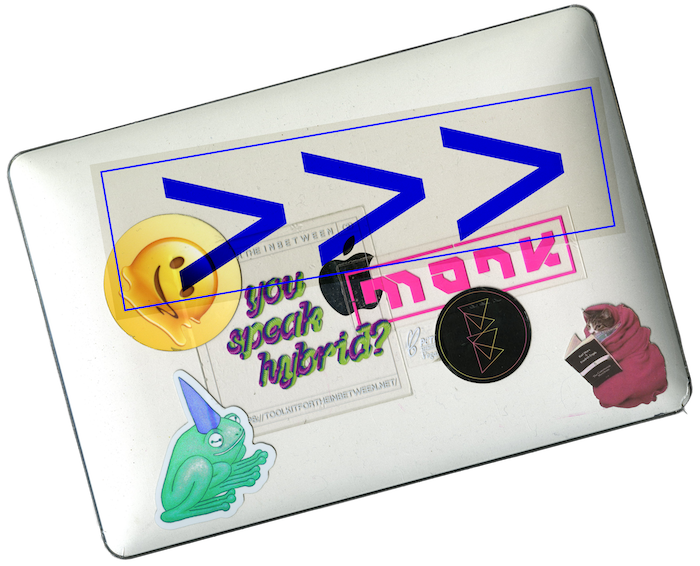 >>>
THE INBETWEEN
you
speak
hybrid?
monk
//TOOLKITFORTHEINBETWEEN.NET/